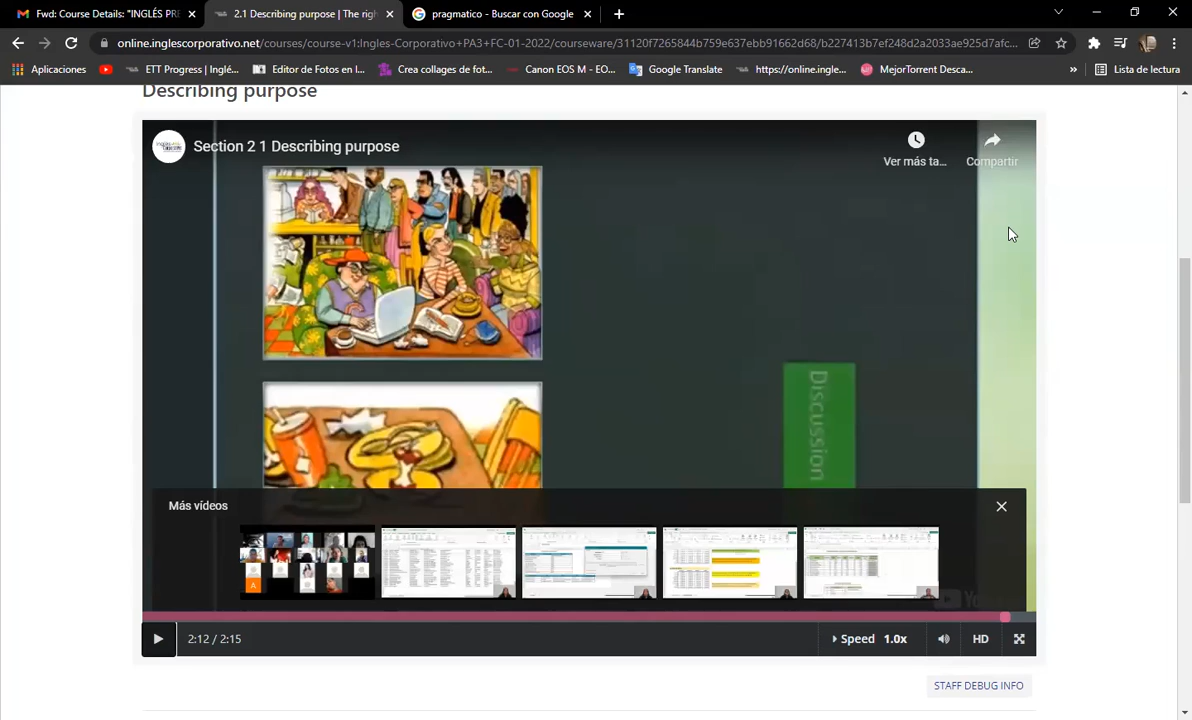 Fwd: Course Details: "INGLÉS PRE
2.1 Describing purpose | The righ
pragmatico - Buscar con Google
online.inglescorporativo.net/courses/course-v1:Ingles-Corporativo+PA3+FC-01-2022/courseware/31120f7265844b759e637ebb91662d68/b227413b7ef248d2a2033ae925d7afc...
Aplicaciones
ETT Progress | Inglé...
Editor de Fotos en l...
Crea collages de fot...
Canon EOS M - EO...
Google Translate
https://online.ingle...
MejorTorrent Desca...
»
Lista de lectura
Describing purpose
Section 2 1 Describing purpose
Ver más ta...
Compartir
Discussion
Más vídeos
A
2:12 / 2:15
Speed 1.0x
HD
STAFF DEBUG INFO